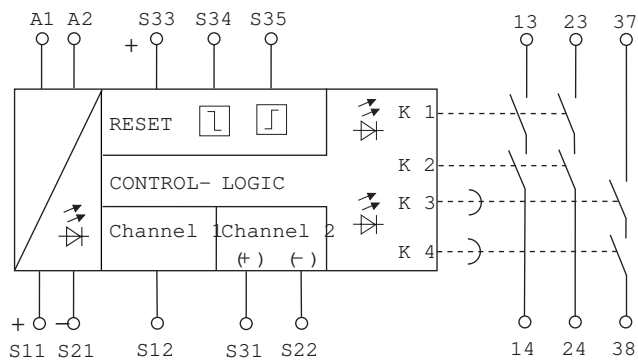 A1 A2 S33 S34 S35 13 23 37
+
RESET K 1
K 2
CONTROL- LOGIC
K 3
Channel 1 Channel 2
K 4
(+) (-)
+ -
S11 S21 S12 S31 S22 14 24 38